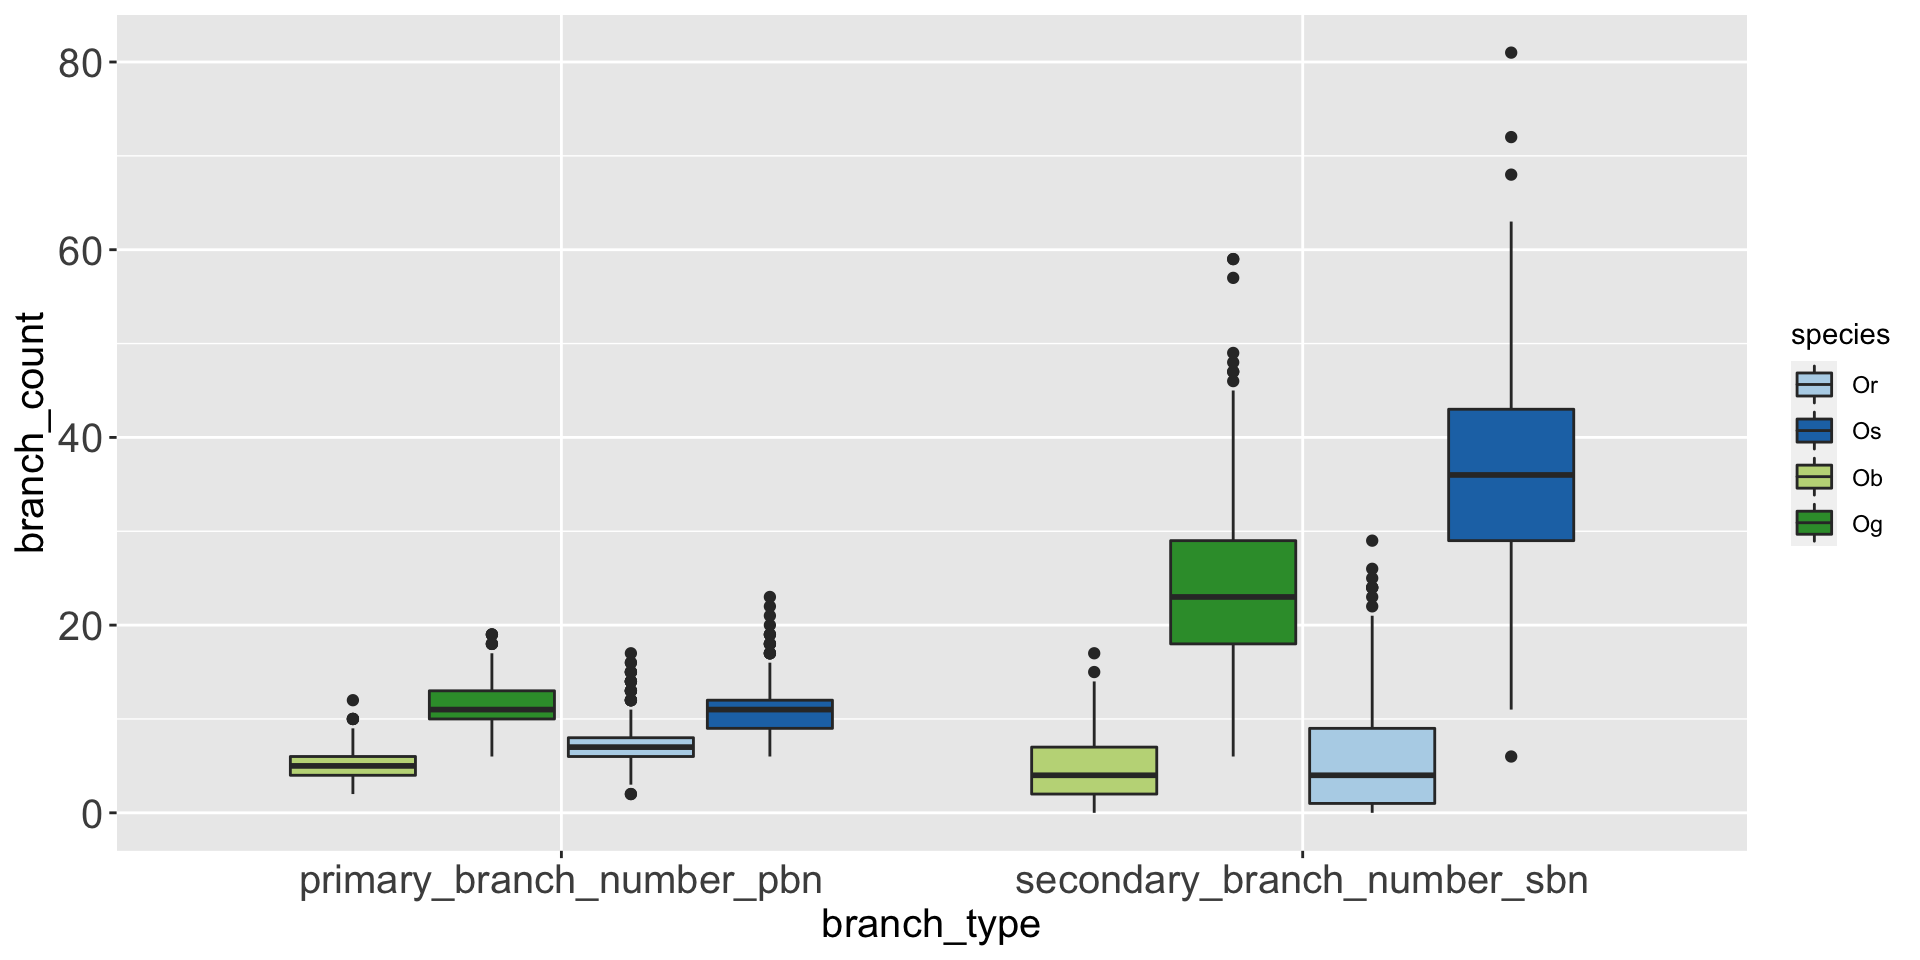 80
60
40
20
0
branch_count
primary_branch_number_pbn
secondary_branch_number_sbn
branch_type
species
Or
Os
Ob
Og